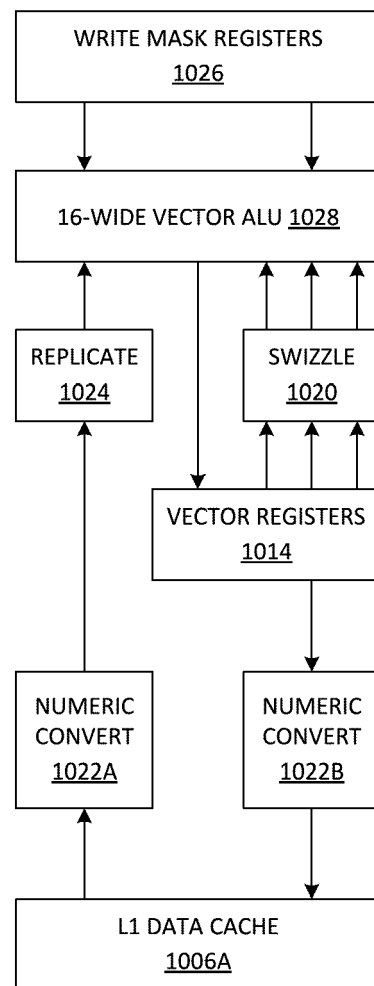 WRITE MASK REGISTERS
1026
16-WIDE VECTOR ALU 1028
REPLICATE
1024
SWIZZLE
1020
VECTOR REGISTERS
1014
NUMERIC
CONVERT
1022A
NUMERIC
CONVERT
1022B
L1 DATA CACHE
1006A